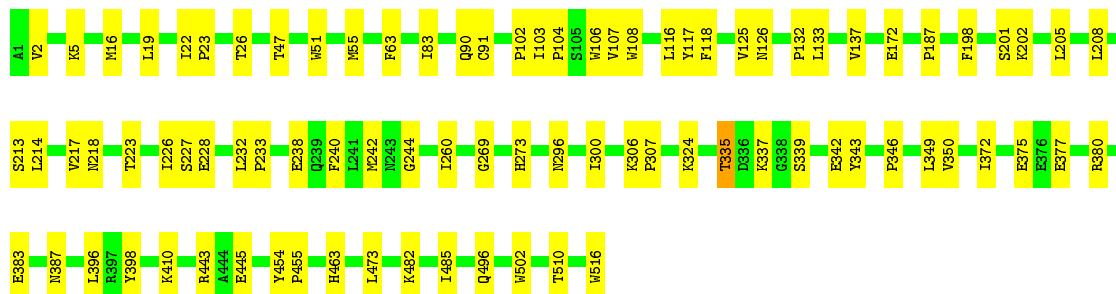 A1 V2 K5 M16 L19 I22 P23 T26 T47 W51 M55 F63 I83 Q90 C91 P102 I103 P104 S105 W106 V107 W108 L116 Y117 F118 V125 N126 P132 L133 V137 E172 P187 F198 S201 K202 L205 L208
S213 L214 V217 N218 T223 I226 S227 E228 L232 P233 E238 Q239 F240 L241 M242 N243 G244 I260 G269 H273 N296 I300 K306 P307 K324 T335 D336 K337 G338 S339 E342 Y343 P346 L349 V350 I372 E375 E376 E377 R380
E383 N387 L396 R397 Y398 K410 R443 A444 E445 Y454 P455 H463 L473 K482 I485 Q496 W502 T510 W516